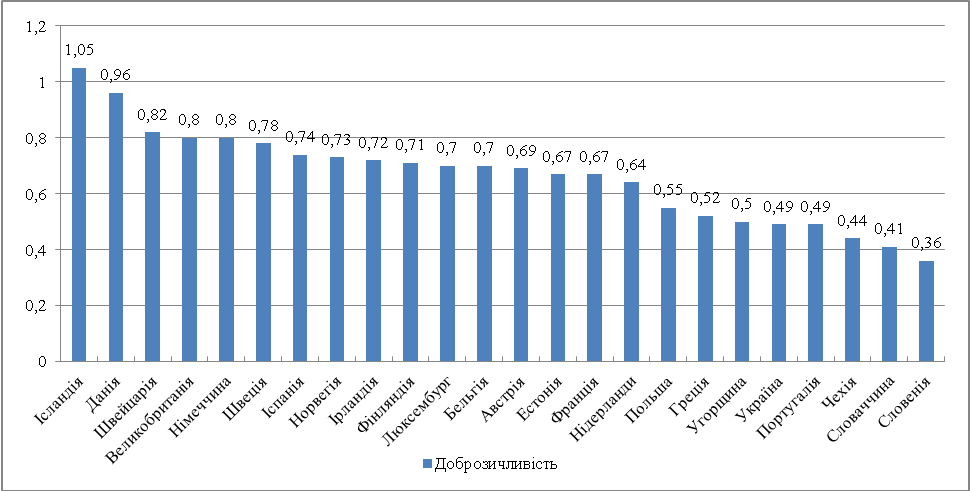 1,2
1
0,8
0,6
0,4
0,2
0
1,05
0,96
0,82
0,8
0,8
0,78
0,74
0,73
0,72
0,71
0,7
0,7
0,69
0,67
0,67
0,64
0,55
0,52
0,5
0,49
0,49
0,44
0,41
0,36
Ісландія
Данія
Швейцарія
Великобританія
Німеччина
Швеція
Іспанія
Норвегія
Ірландія
Фінляндія
Люксембург
Бельгія
Австрія
Естонія
Франція
Нідерланди
Польща
Греція
Угорщина
Україна
Португалія
Чехія
Словаччина
Словенія
Доброзичливість